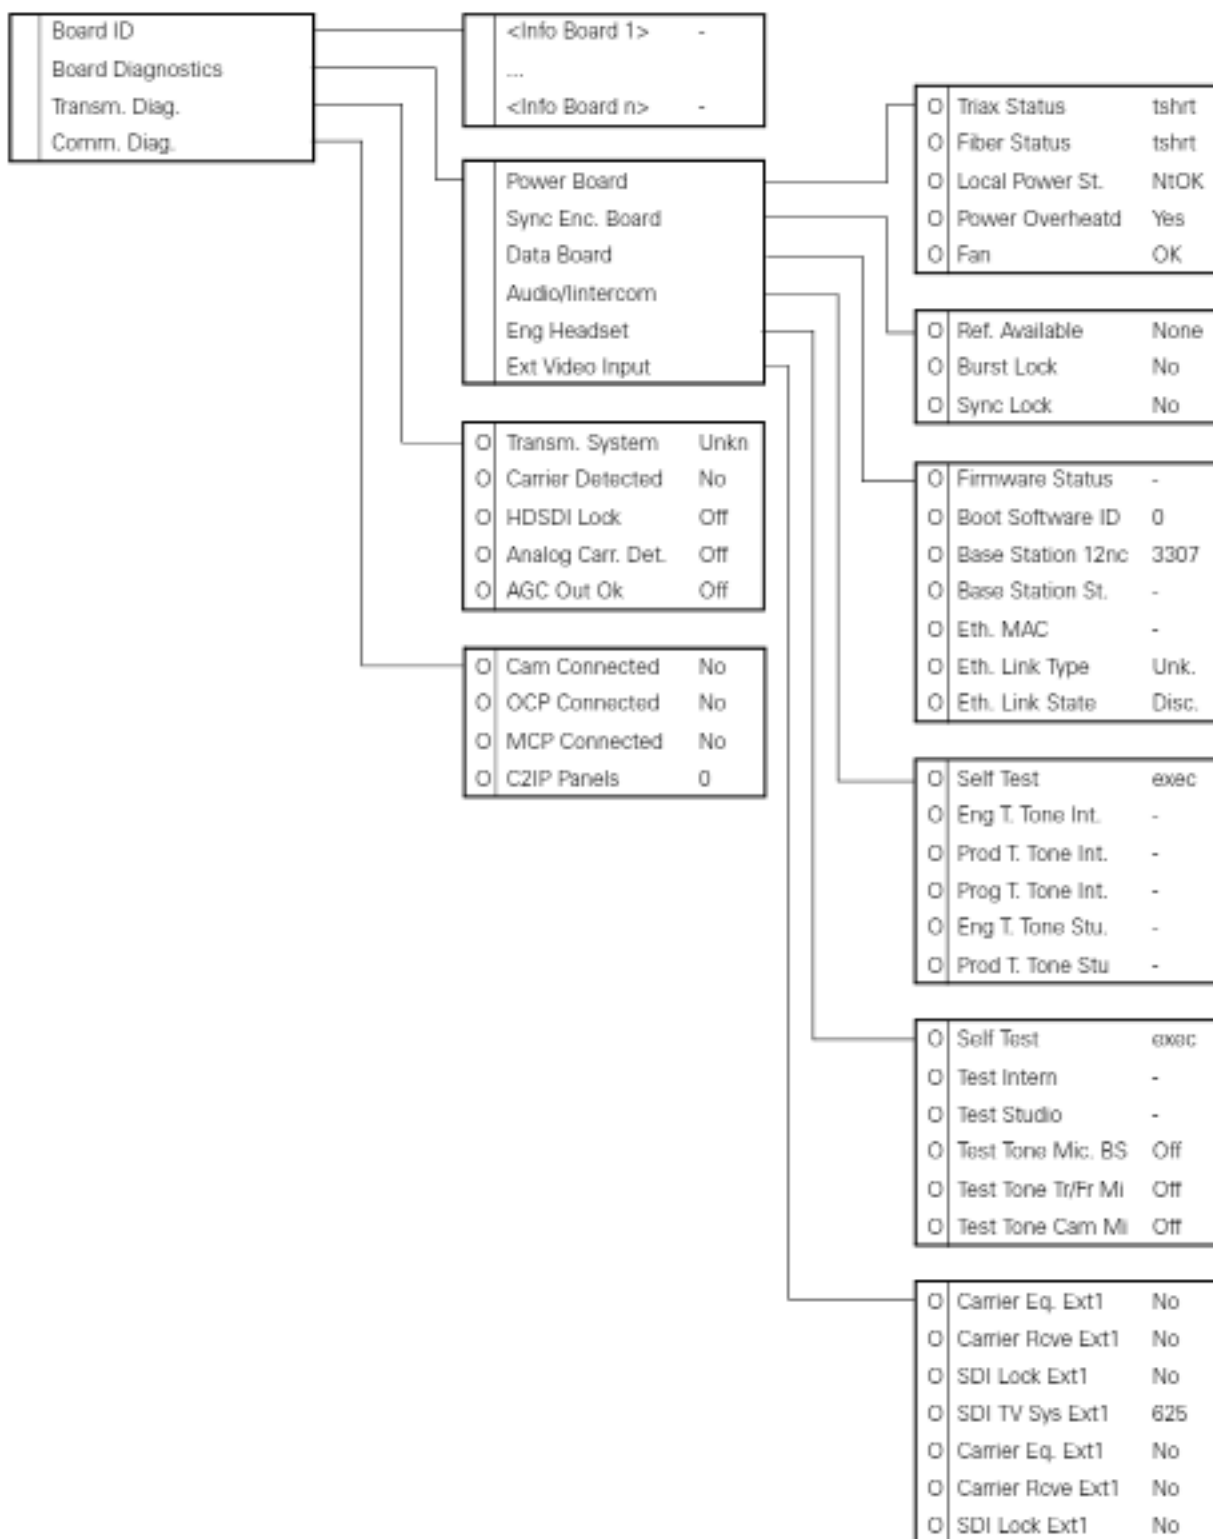 Board ID
Board Diagnostics
Transm. Diag.
Comm. Diag.
<Info Board 1> -
...
<Info Board n> -
Power Board
Sync Enc. Board
Data Board
Audio/Iintercom
Eng Headset
Ext Video Input
O Transm. System Unkn
O Carrier Detected No
O HDSDI Lock Off
O Analog Carr. Det. Off
O AGC Out Ok Off
O Cam Connected No
O OCP Connected No
O MCP Connected No
O C2IP Panels 0
O Triax Status tshrt
O Fiber Status tshrt
O Local Power St. NtOK
O Power Overheatd Yes
O Fan OK
O Ref. Available None
O Burst Lock No
O Sync Lock No
O Firmware Status -
O Boot Software ID 0
O Base Station 12nc 3307
O Base Station St. -
O Eth. MAC -
O Eth. Link Type Unk.
O Eth. Link State Disc.
O Self Test exec
O Eng T. Tone Int. -
O Prod T. Tone Int. -
O Prog T. Tone Int. -
O Eng T. Tone Stu. -
O Prod T. Tone Stu -
O Self Test exec
O Test Intern -
O Test Studio -
O Test Tone Mic. BS Off
O Test Tone Tr/Fr Mi Off
O Test Tone Cam Mi Off
O Carrier Eq. Ext1 No
O Carrier Rcve Ext1 No
O SDI Lock Ext1 No
O SDI TV Sys Ext1 625
O Carrier Eq. Ext1 No
O Carrier Rcve Ext1 No
O SDI Lock Ext1 No